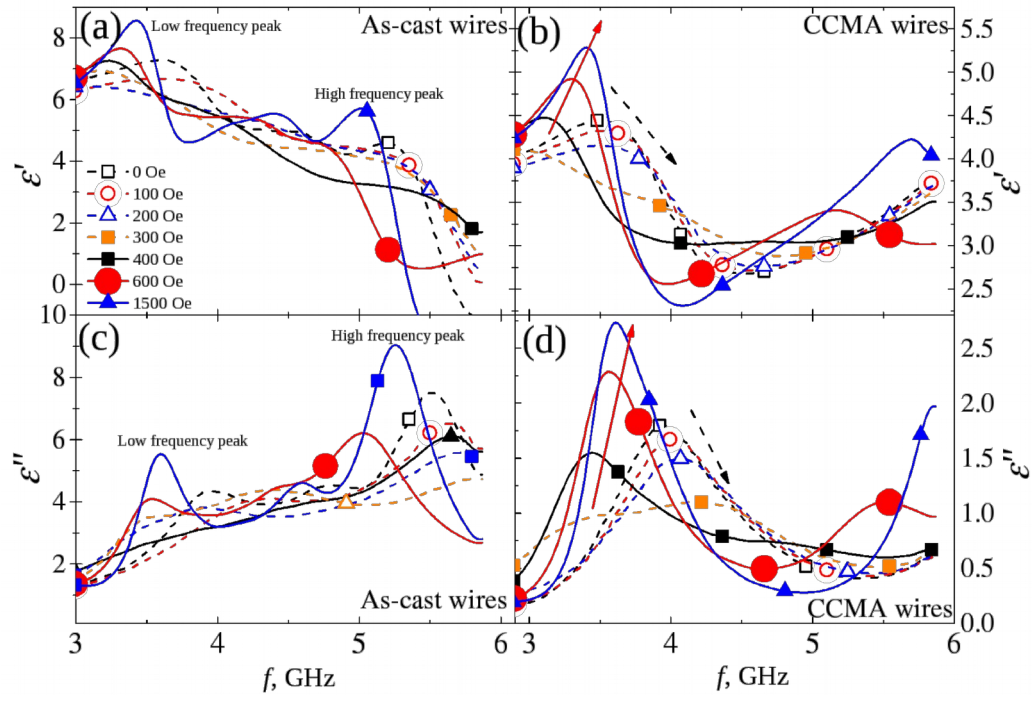 (a)
Low frequency peak
As-cast wires
High frequency peak
8
6
4
2
0
ε'
0 Oe
100 Oe
200 Oe
300 Oe
400 Oe
600 Oe
1500 Oe
(b)
CCMA wires
5.5
5.0
4.5
4.0
3.5
3.0
2.5
ε'
(c)
High frequency peak
Low frequency peak
As-cast wires
10
8
6
4
2
ε''
3
4
5
6
f, GHz
(d)
CCMA wires
2.5
2.0
1.5
1.0
0.5
0.0
ε''
3
4
5
6
f, GHz